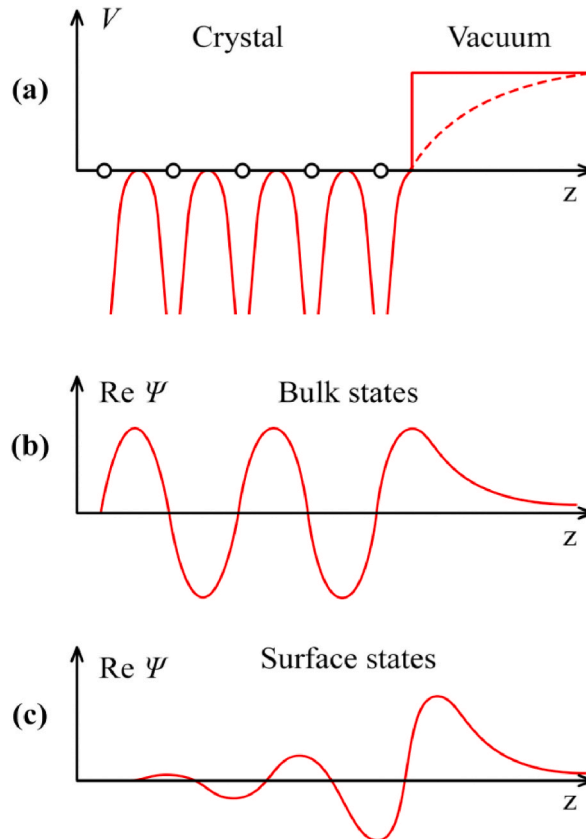 V
Crystal
Vacuum
(a)
z
Re Ψ
Bulk states
(b)
z
Re Ψ
Surface states
(c)
z